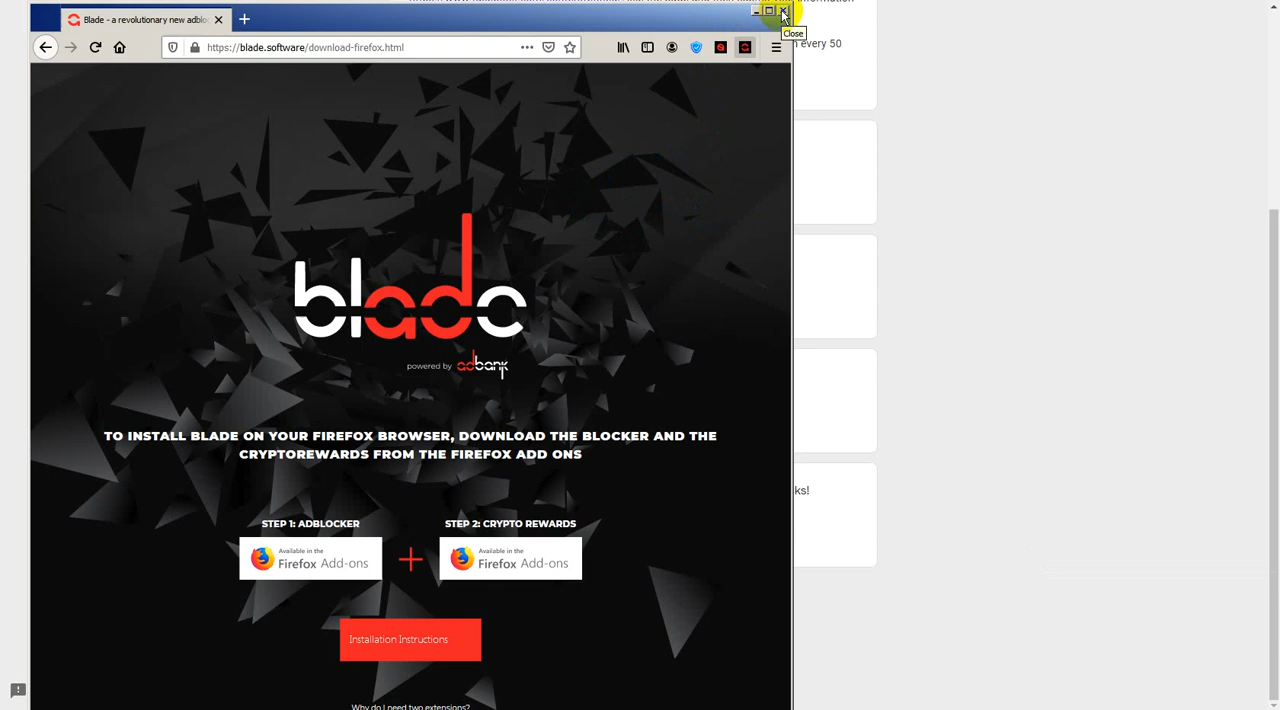 Blade - a revolutionary new adblo
Close
https://blade.software/download-firefox.html
n every 50
blade
powered by adbank
TO INSTALL BLADE ON YOUR FIREFOX BROWSER, DOWNLOAD THE BLOCKER AND THE
CRYPTOREWARDS FROM THE FIREFOX ADD ONS
ks!
STEP 1: ADBLOCKER
STEP 2: CRYPTO REWARDS
Available in the
Firefox Add-ons
+
Available in the
Firefox Add-ons
Installation Instructions
Why do I need two extensions?